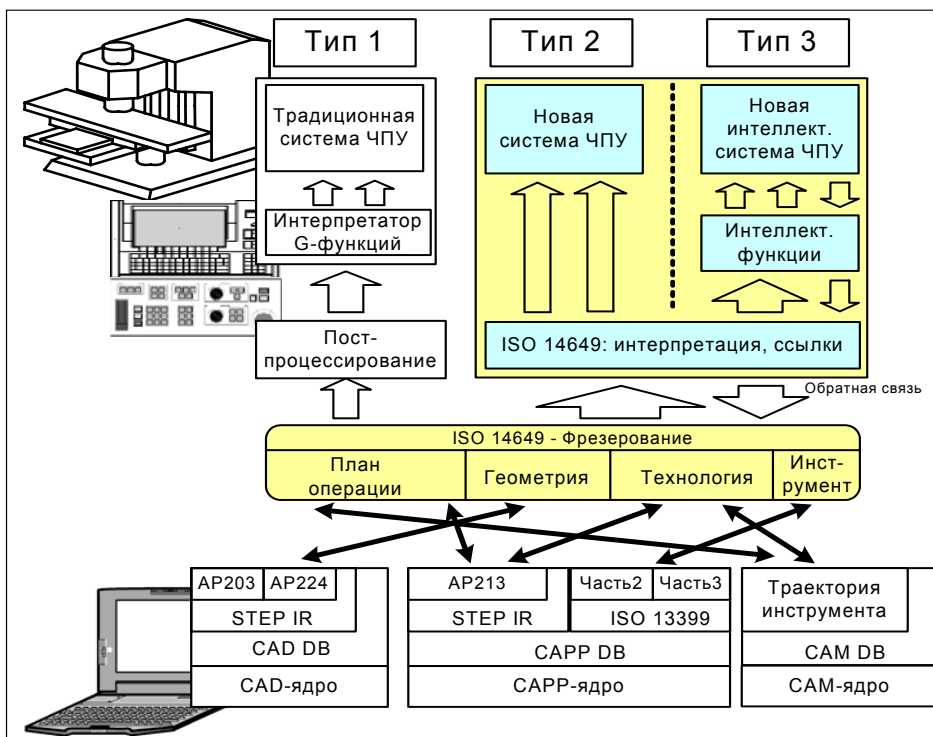 Тип 1
Тип 2
Тип 3
Традиционная
система ЧПУ
Новая
система ЧПУ
Новая
интеллект.
система ЧПУ
Интерпретатор
G-функций
Интеллект.
функции
Пост-
процессирование
ISO 14649: интерпретация, ссылки
Обратная связь
ISO 14649 - Фрезерование
План
операции
Геометрия
Технология
Инст-
румент
AP203
AP224
STEP IR
CAD DB
CAD-ядро
AP213
STEP IR
Часть2
Часть3
ISO 13399
CAPP DB
CAPP-ядро
Траектория
инструмента
CAM DB
CAM-ядро